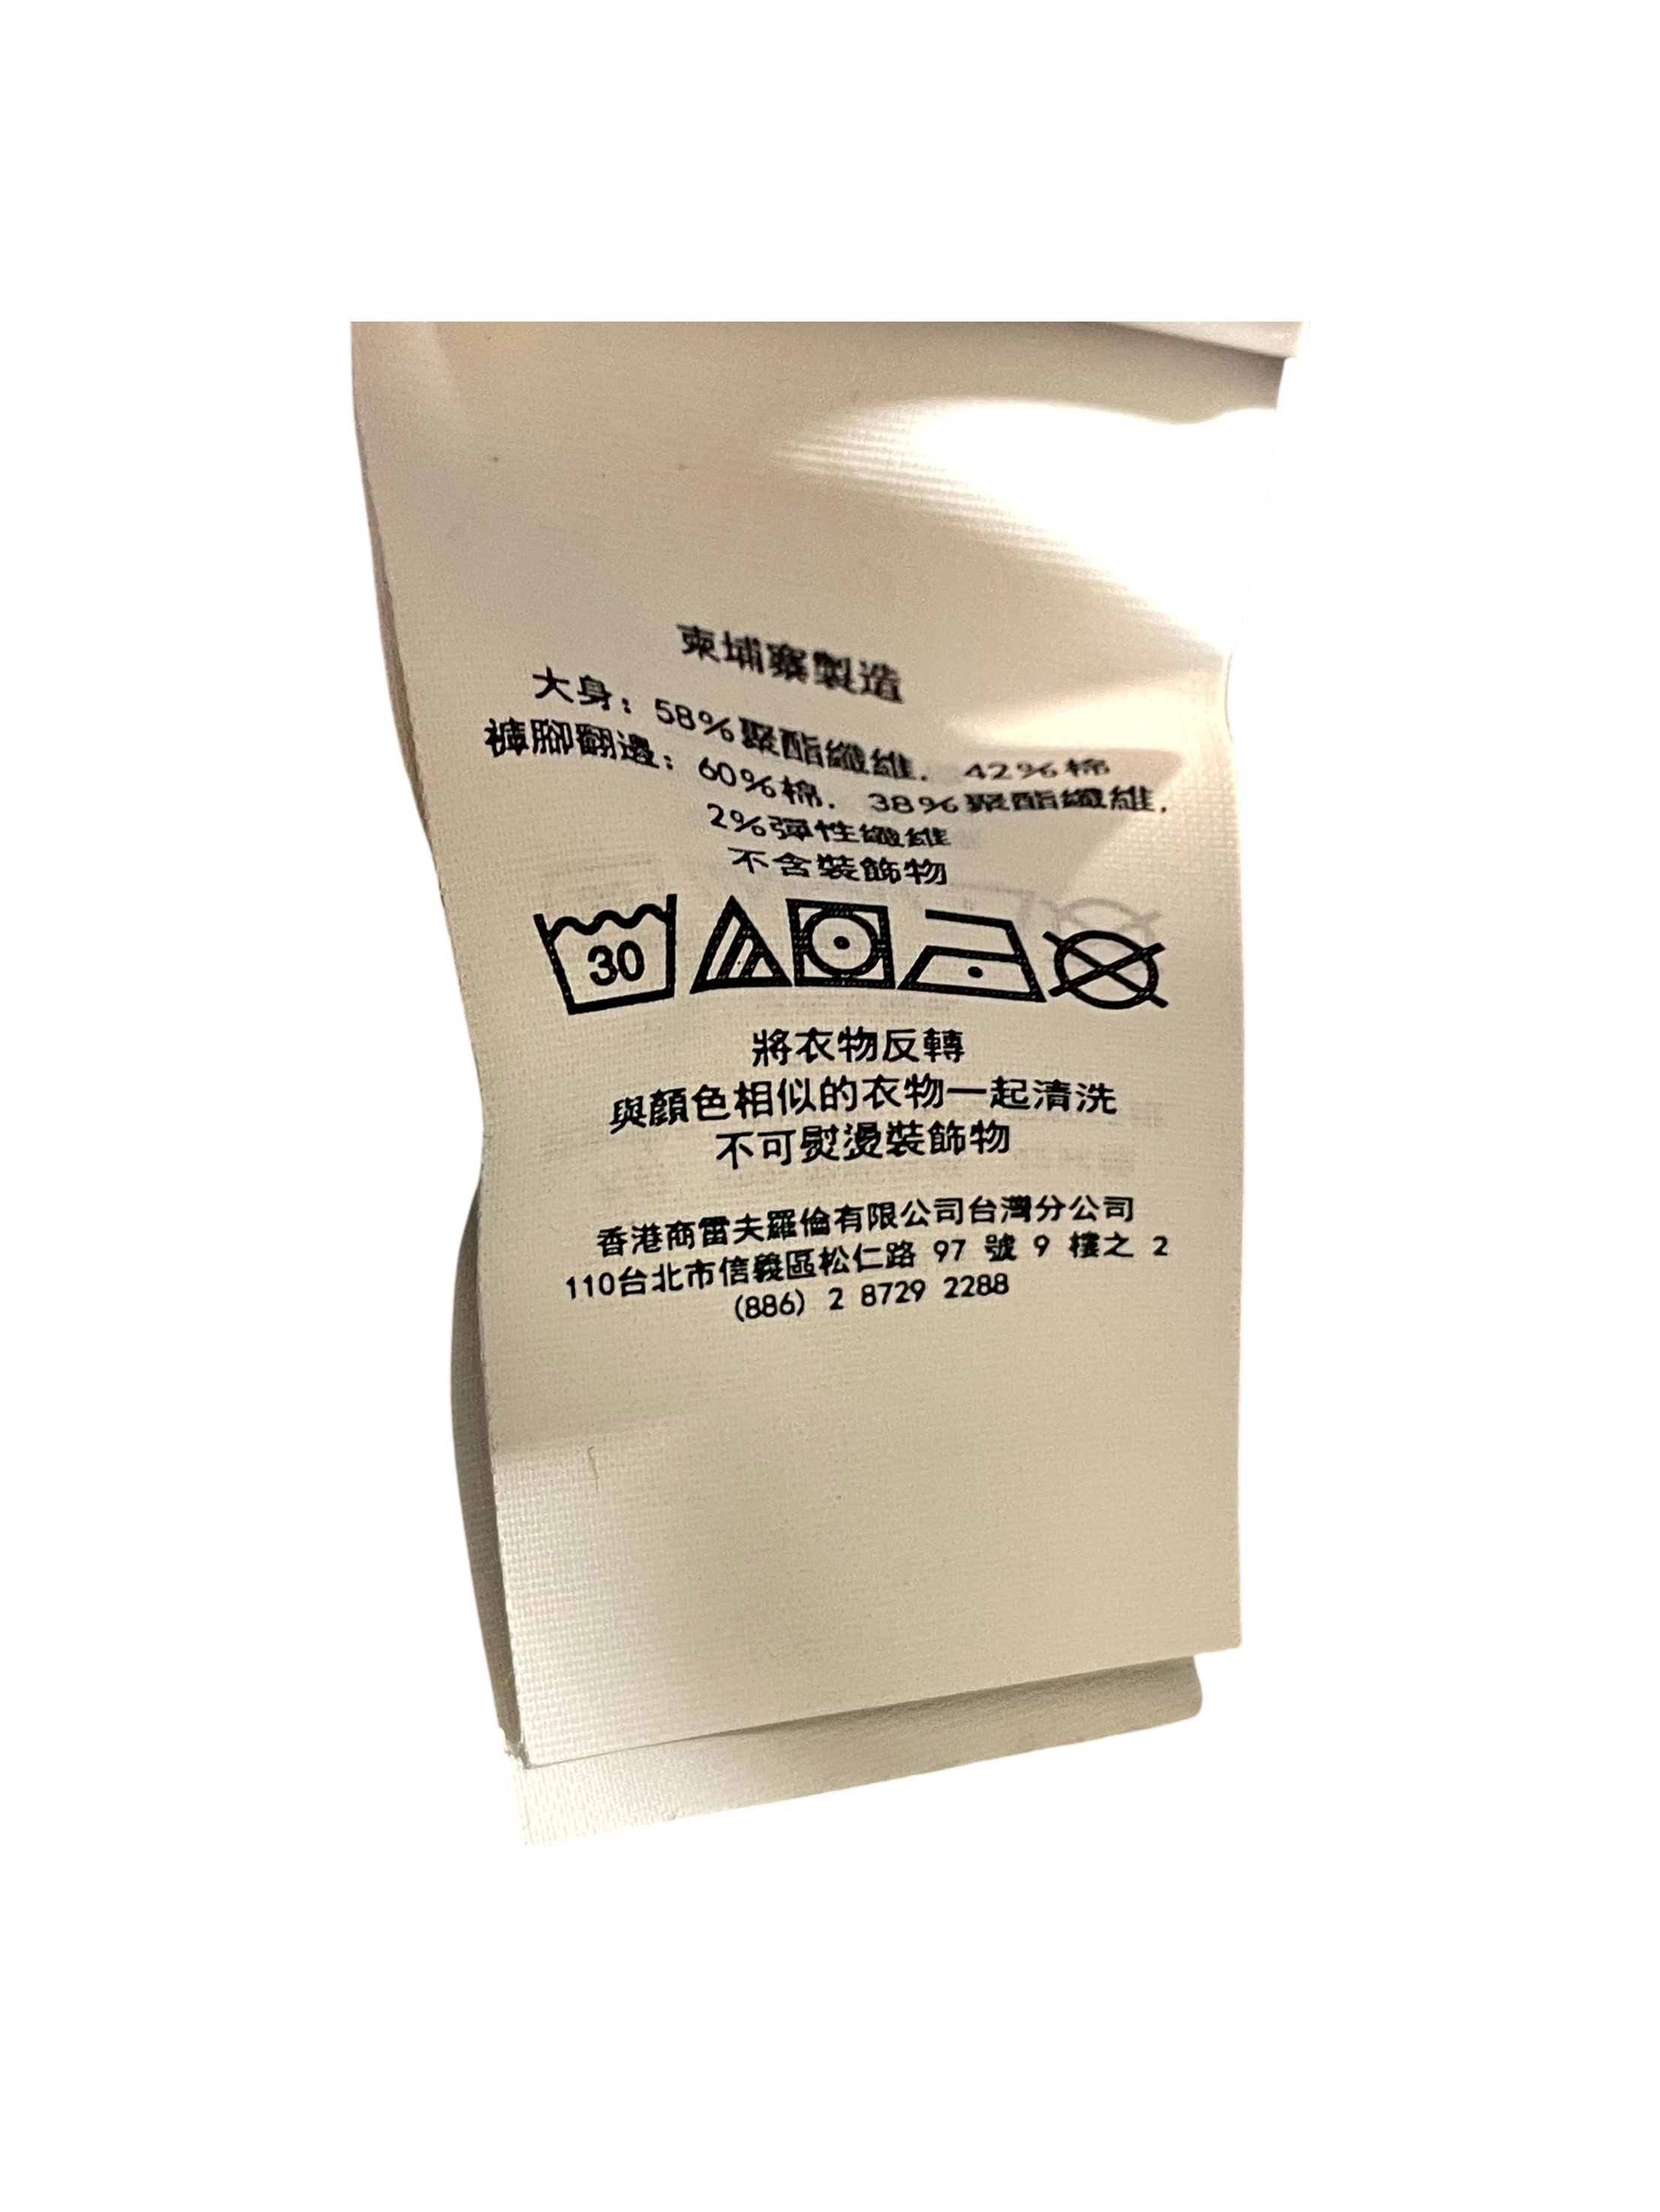 柬埔寨製造
大身：58%聚酯纖維．42%棉
褲腳翻邊：60%棉．38%聚酯纖維．
2%彈性纖維
不含裝飾物
30
將衣物反轉
與顏色相似的衣物一起清洗
不可熨燙裝飾物
香港商雷夫羅倫有限公司台灣分公司
110台北市信義區松仁路 97 號 9 樓之 2
(886) 2 8729 2288